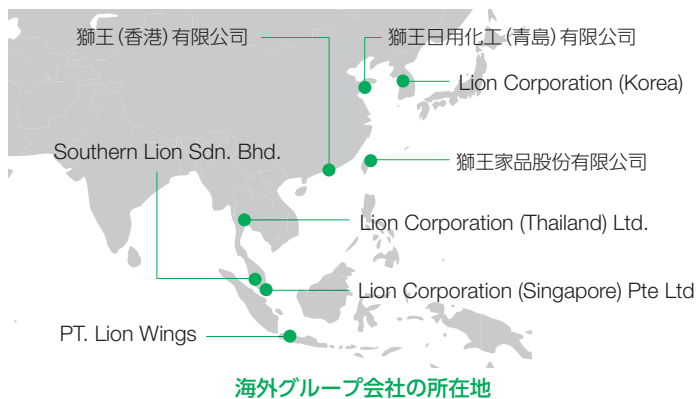 獅王（香港）有限公司
獅王日用化工（青島）有限公司
Lion Corporation (Korea)
Southern Lion Sdn. Bhd.
獅王家品股份有限公司
Lion Corporation (Thailand) Ltd.
Lion Corporation (Singapore) Pte Ltd
PT. Lion Wings
海外グループ会社の所在地